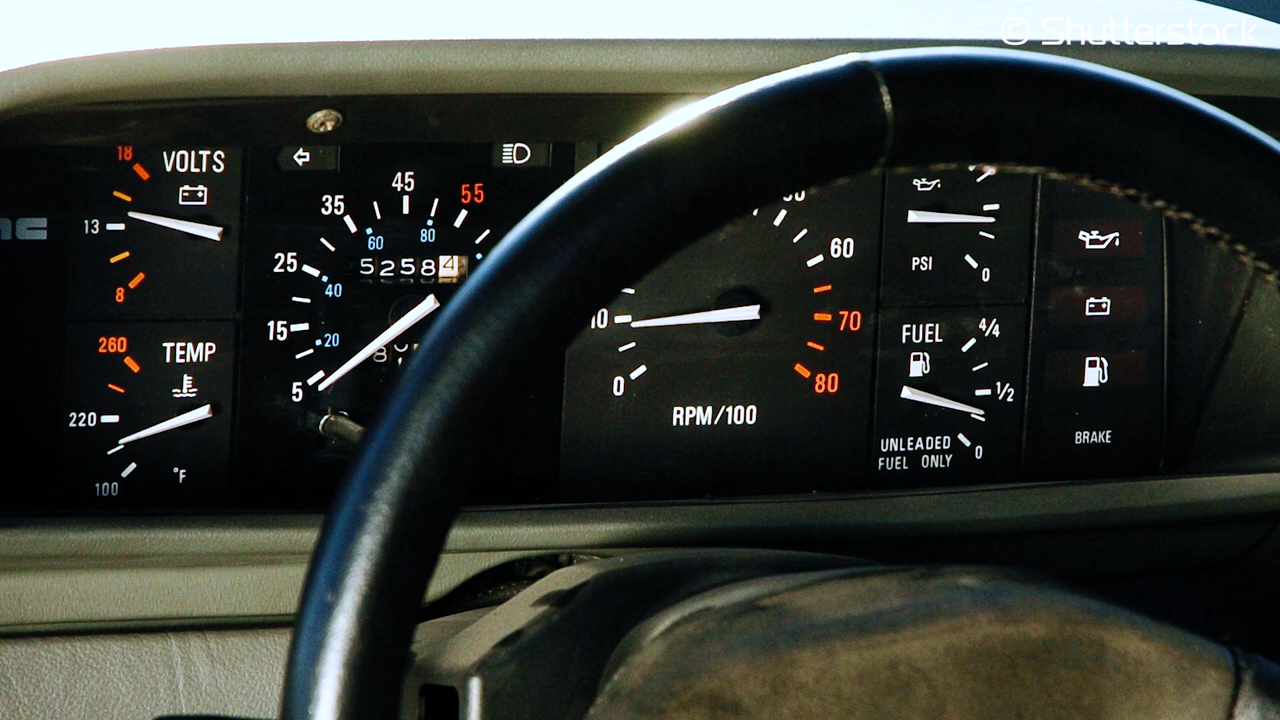 © Shutterstock
18
VOLTS
13
8
260
TEMP
220
100
°F
45
35
55
60
80
25
52584
40
15
20
5
60
10
70
0
80
RPM/100
PSI
0
FUEL
4/4
1/2
UNLEADED
FUEL ONLY
0
BRAKE